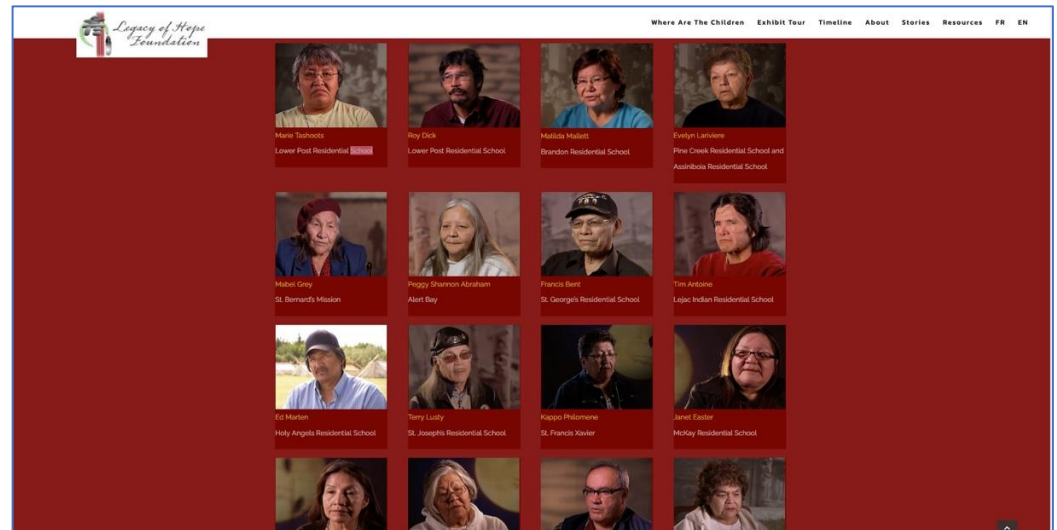 Legacy of Hope
Foundation
Where Are The Children Exhibit Tour Timeline About Stories Resources FR EN
Marie Tashoots
Lower Post Residential School
Roy Dick
Lower Post Residential School
Matilda Mallett
Brandon Residential School
Evelyn Lariviere
Pine Creek Residential School and
Assiniboia Residential School
Mabel Grey
St. Bernard's Mission
Peggy Shannon Abraham
Alert Bay
Francis Bent
St. George's Residential School
Tim Antoine
Lejac Indian Residential School
Ed Marten
Holy Angels Residential School
Terry Lusty
St. Joseph's Residential School
Kappo Philomene
St. Francis Xavier
Janet Easter
McKay Residential School